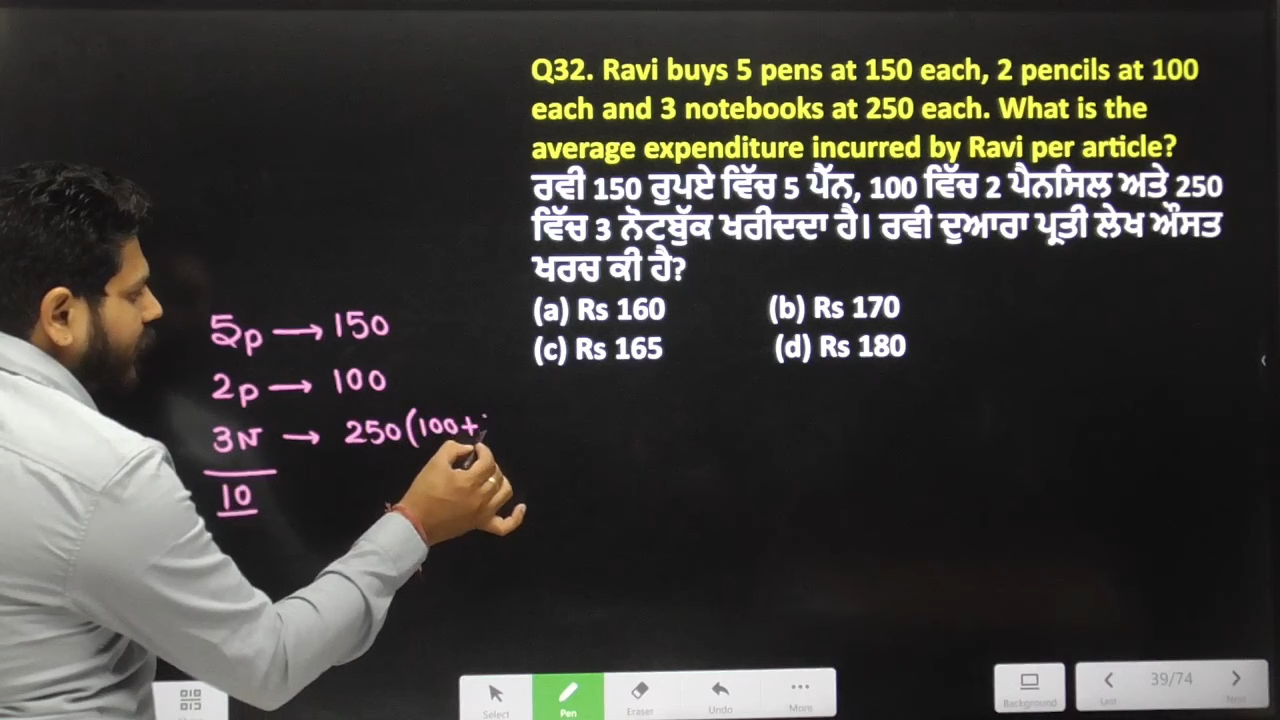 Q32. Ravi buys 5 pens at 150 each, 2 pencils at 100
each and 3 notebooks at 250 each. What is the
average expenditure incurred by Ravi per article?
ਰਵੀ 150 ਰੁਪਏ ਵਿੱਚ 5 ਪੈੱਨ, 100 ਵਿੱਚ 2 ਪੈਨਸਿਲ ਅਤੇ 250
ਵਿੱਚ 3 ਨੋਟਬੁੱਕ ਖਰੀਦਦਾ ਹੈ। ਰਵੀ ਦੁਆਰਾ ਪ੍ਰਤੀ ਲੇਖ ਔਸਤ
ਖਰਚ ਕੀ ਹੈ?
(a) Rs 160 (b) Rs 170
(c) Rs 165 (d) Rs 180
5p → 150
2p → 100
3N → 250(100+
10
Select Pen Eraser Undo More
Background
Last 39/74 Next